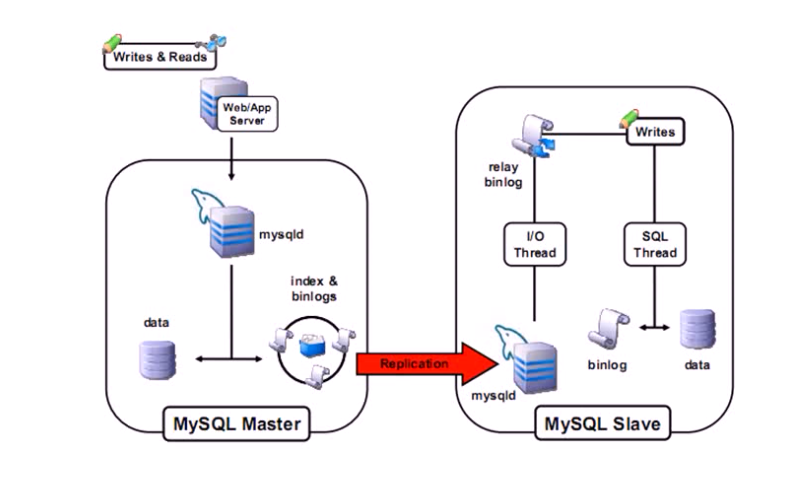 Writes & Reads
Web/App
Server
mysqld
index &
binlogs
data
MySQL Master
Replication
relay
binlog
Writes
I/O
Thread
SQL
Thread
mysqld
binlog
data
MySQL Slave